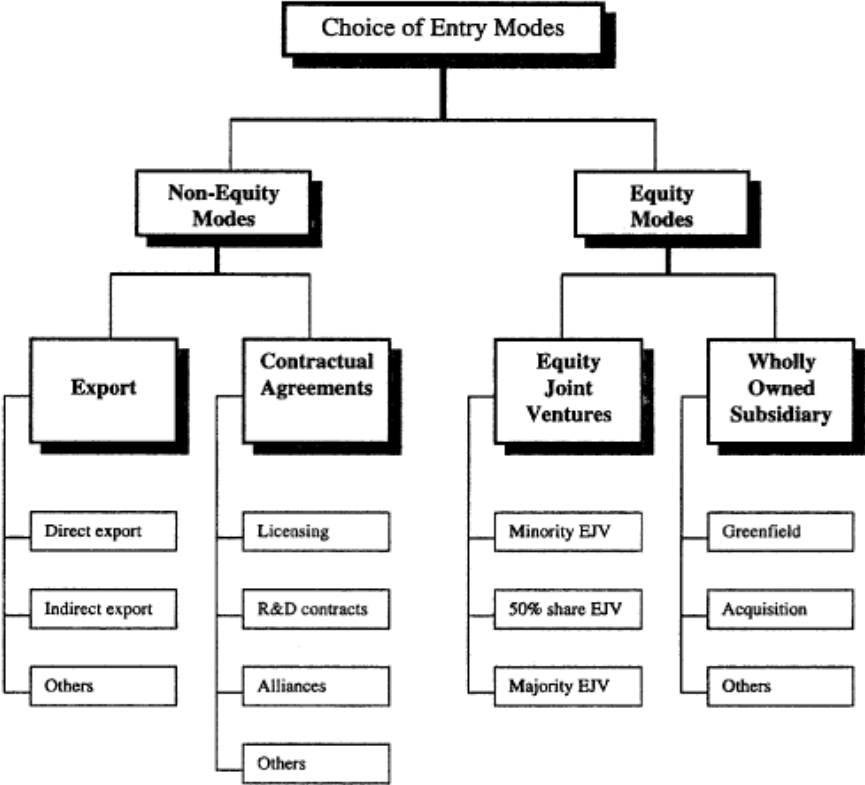 Choice of Entry Modes
Non-Equity
Modes
Equity
Modes
Export
Contractual
Agreements
Equity
Joint
Ventures
Wholly
Owned
Subsidiary
Direct export
Indirect export
Others
Licensing
R&D contracts
Alliances
Others
Minority EJV
50% share EJV
Majority EJV
Greenfield
Acquisition
Others